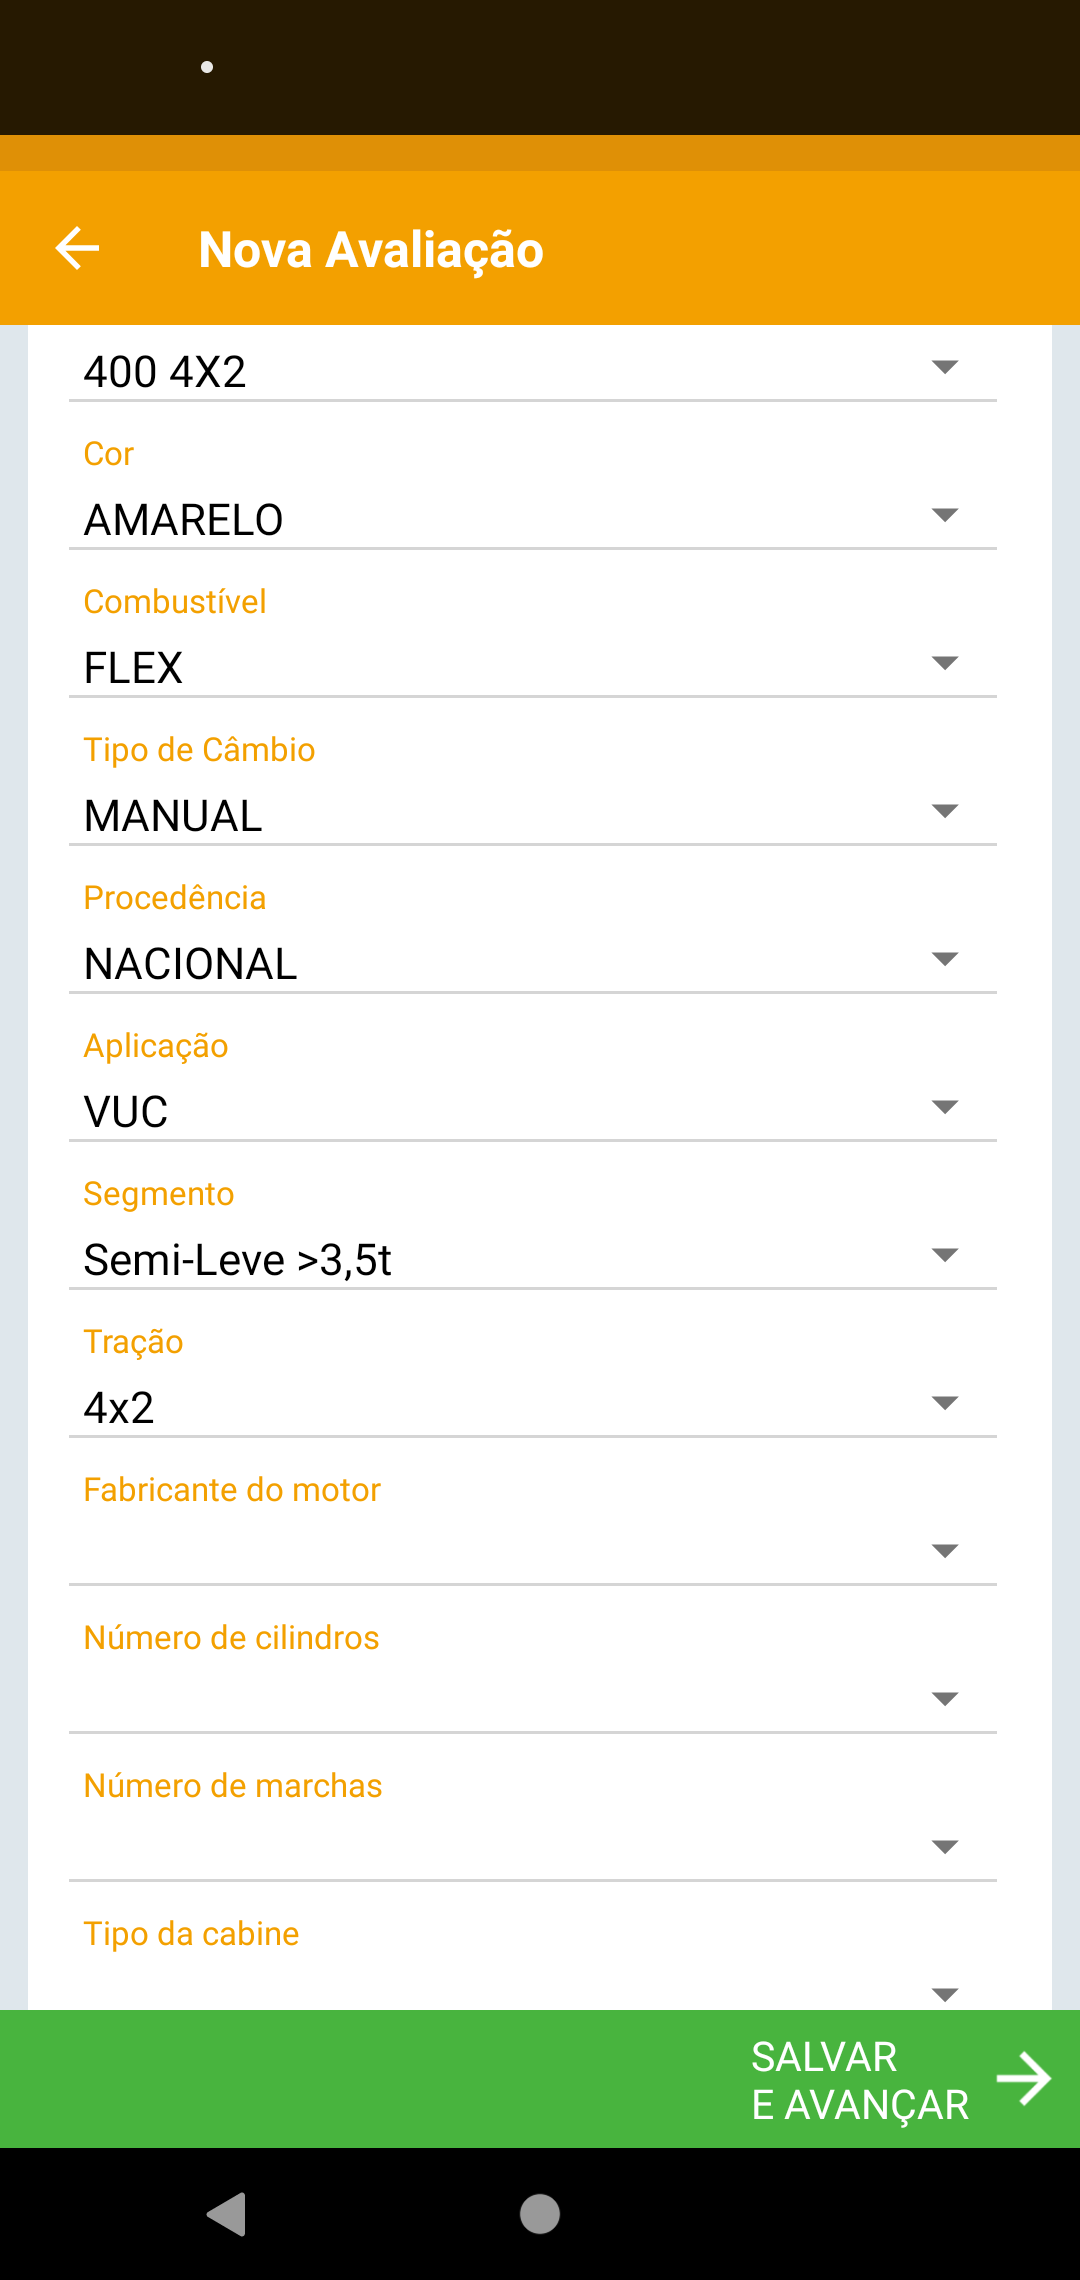 Nova Avaliação
400 4X2
Cor
AMARELO
Combustível
FLEX
Tipo de Câmbio
MANUAL
Procedência
NACIONAL
Aplicação
VUC
Segmento
Semi-Leve >3,5t
Tração
4x2
Fabricante do motor
Número de cilindros
Número de marchas
Tipo da cabine
SALVAR
E AVANÇAR